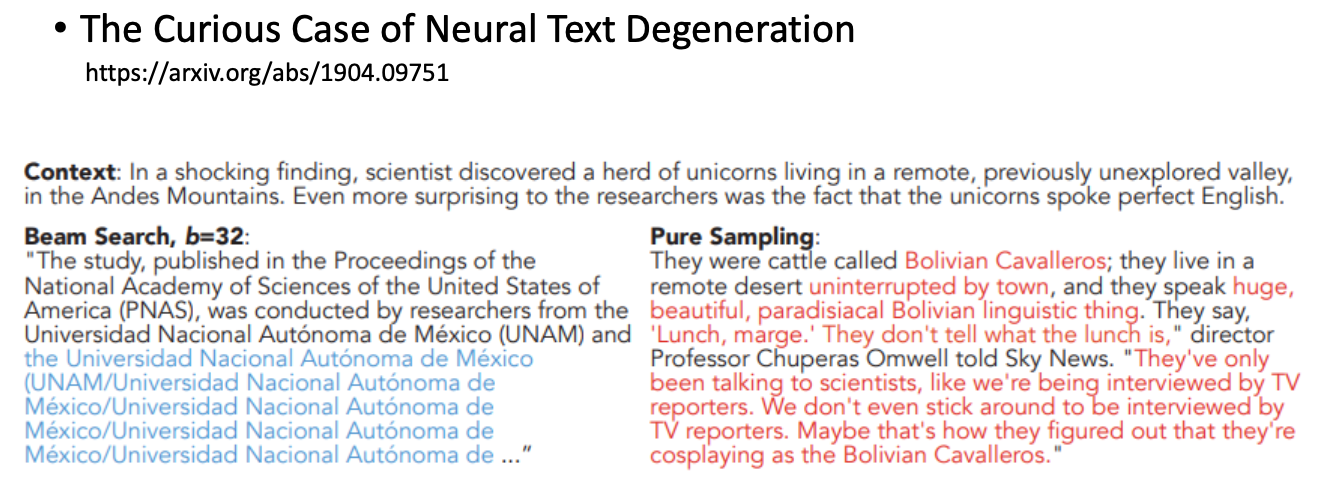 • The Curious Case of Neural Text Degeneration
https://arxiv.org/abs/1904.09751
Context: In a shocking finding, scientist discovered a herd of unicorns living in a remote, previously unexplored valley,
in the Andes Mountains. Even more surprising to the researchers was the fact that the unicorns spoke perfect English.
Beam Search, b=32:
"The study, published in the Proceedings of the
National Academy of Sciences of the United States of
America (PNAS), was conducted by researchers from the
Universidad Nacional Autónoma de México (UNAM) and
the Universidad Nacional Autónoma de México
(UNAM/Universidad Nacional Autónoma de
México/Universidad Nacional Autónoma de
México/Universidad Nacional Autónoma de
México/Universidad Nacional Autónoma de ..."
Pure Sampling:
They were cattle called Bolivian Cavalleros; they live in a
remote desert uninterrupted by town, and they speak huge,
beautiful, paradisiacal Bolivian linguistic thing. They say,
'Lunch, marge.' They don't tell what the lunch is," director
Professor Chuperas Omwell told Sky News. "They've only
been talking to scientists, like we're being interviewed by TV
reporters. We don't even stick around to be interviewed by
TV reporters. Maybe that's how they figured out that they're
cosplaying as the Bolivian Cavalleros."